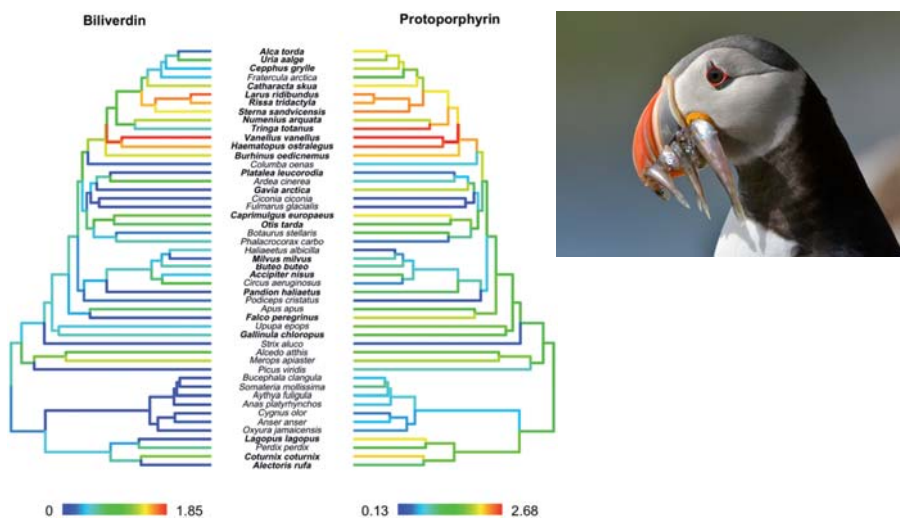 Biliverdin Protoporphyrin
Alca torda
Uria aalge
Cepphus grylle
Fratercula arctica
Catharacta skua
Larus ridibundus
Rissa tridactyla
Sterna sandvicensis
Numenius arquata
Tringa totanus
Vanellus vanellus
Haematopus ostralegus
Burhinus oedicnemus
Columba oenas
Platalea leucorodia
Ardea cinerea
Gavia arctica
Ciconia ciconia
Fulmarus glacialis
Caprimulgus europaeus
Otis tarda
Botaurus stellaris
Phalacrocorax carbo
Haliaeetus albicilla
Milvus milvus
Buteo buteo
Accipiter nisus
Circus aeruginosus
Pandion haliaetus
Podiceps cristatus
Apus apus
Falco peregrinus
Upupa epops
Gallinula chloropus
Strix aluco
Alcedo atthis
Merops apiaster
Picus viridis
Bucephala clangula
Somateria mollissima
Aythya fuligula
Anas platyrhynchos
Cygnus olor
Anser anser
Oxyura jamaicensis
Lagopus lagopus
Perdix perdix
Coturnix coturnix
Alectoris rufa
0 1.85 0.13 2.68